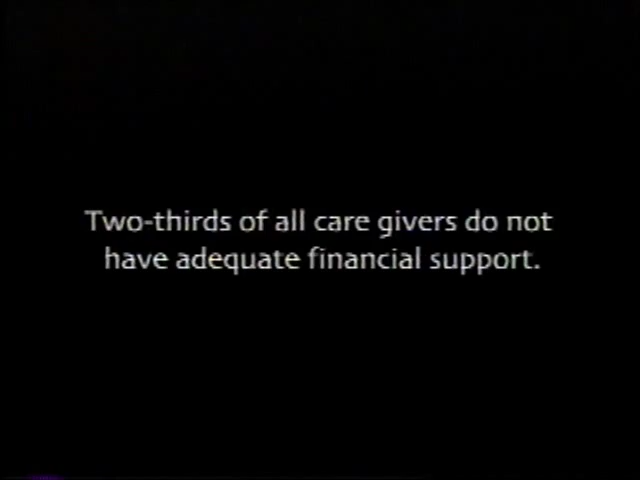 Two-thirds of all care givers do not
have adequate financial support.